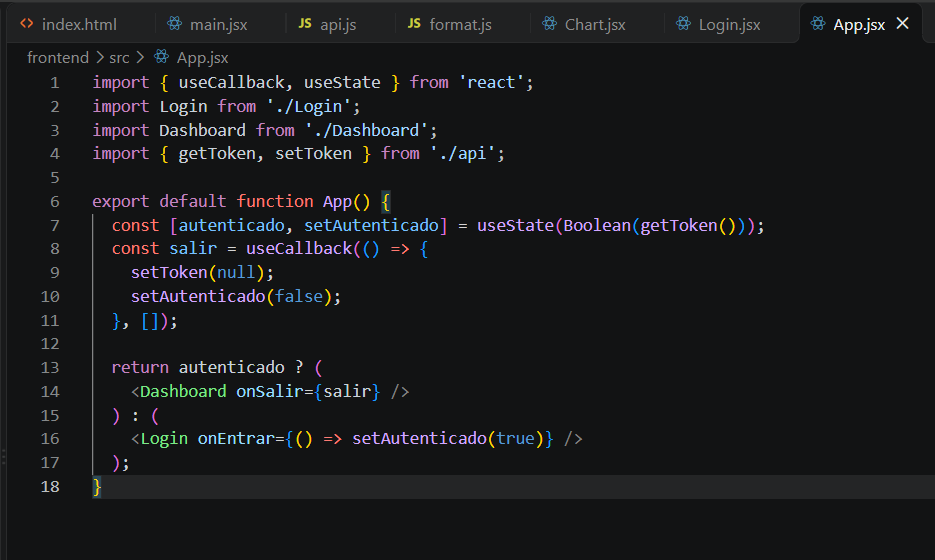 <> index.html main.jsx JS api.js JS format.js Chart.jsx Login.jsx App.jsx ×
frontend > src > App.jsx
1 import { useCallback, useState } from 'react';
2 import Login from './Login';
3 import Dashboard from './Dashboard';
4 import { getToken, setToken } from './api';
5
6 export default function App() {
7   const [autenticado, setAutenticado] = useState(Boolean(getToken()));
8   const salir = useCallback(() => {
9     setToken(null);
10     setAutenticado(false);
11   }, []);
12
13   return autenticado ? (
14     <Dashboard onSalir={salir} />
15   ) : (
16     <Login onEntrar={() => setAutenticado(true)} />
17   );
18 }